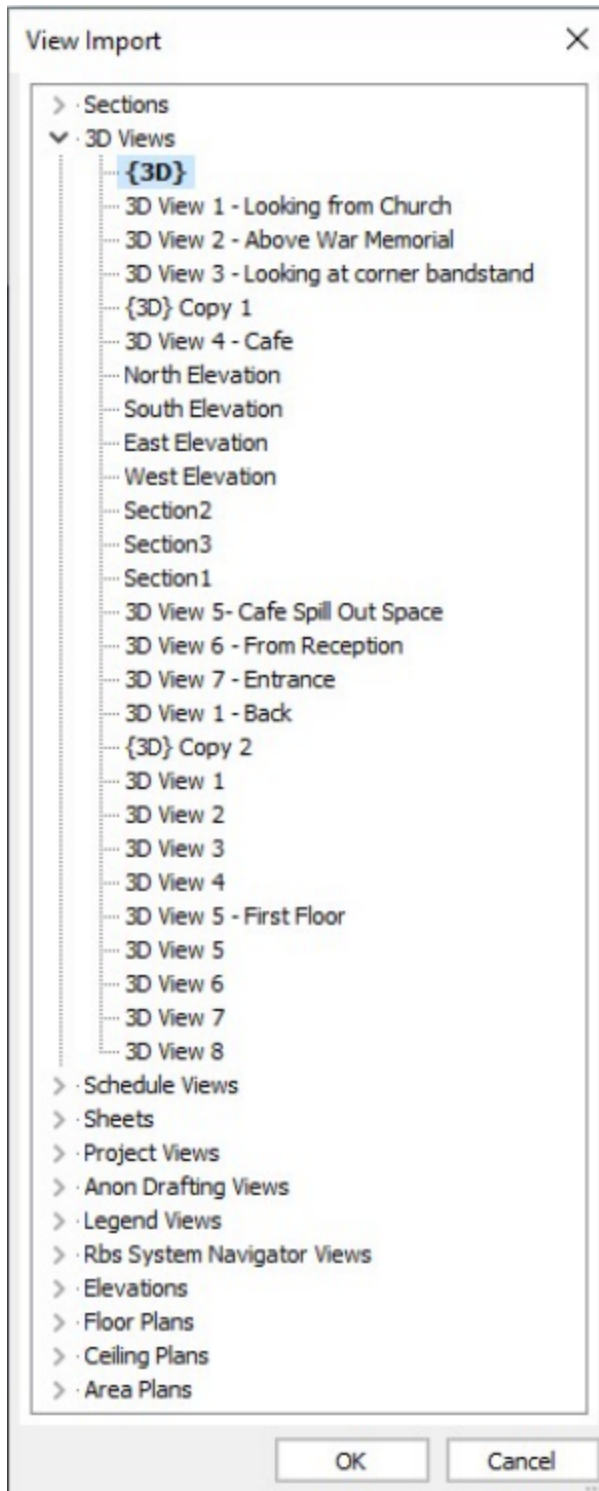 View Import
Sections
3D Views
{3D}
3D View 1 - Looking from Church
3D View 2 - Above War Memorial
3D View 3 - Looking at corner bandstand
{3D} Copy 1
3D View 4 - Cafe
North Elevation
South Elevation
East Elevation
West Elevation
Section2
Section3
Section1
3D View 5- Cafe Spill Out Space
3D View 6 - From Reception
3D View 7 - Entrance
3D View 1 - Back
{3D} Copy 2
3D View 1
3D View 2
3D View 3
3D View 4
3D View 5 - First Floor
3D View 5
3D View 6
3D View 7
3D View 8
Schedule Views
Sheets
Project Views
Anon Drafting Views
Legend Views
Rbs System Navigator Views
Elevations
Floor Plans
Ceiling Plans
Area Plans
OK Cancel